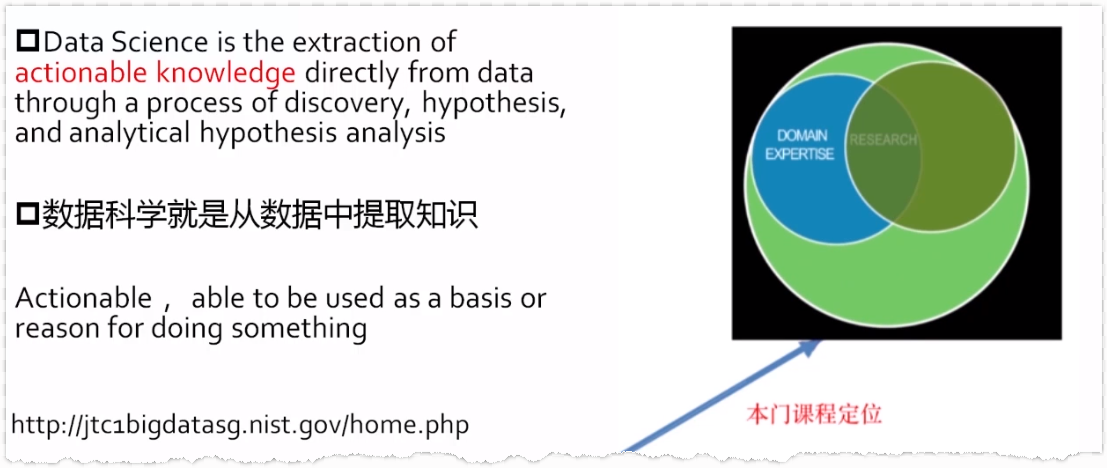 Data Science is the extraction of
actionable knowledge directly from data
through a process of discovery, hypothesis,
and analytical hypothesis analysis
数据科学就是从数据中提取知识
Actionable ， able to be used as a basis or
reason for doing something
http://jtc1bigdatasg.nist.gov/home.php
DOMAIN
EXPERTISE
RESEARCH
本门课程定位